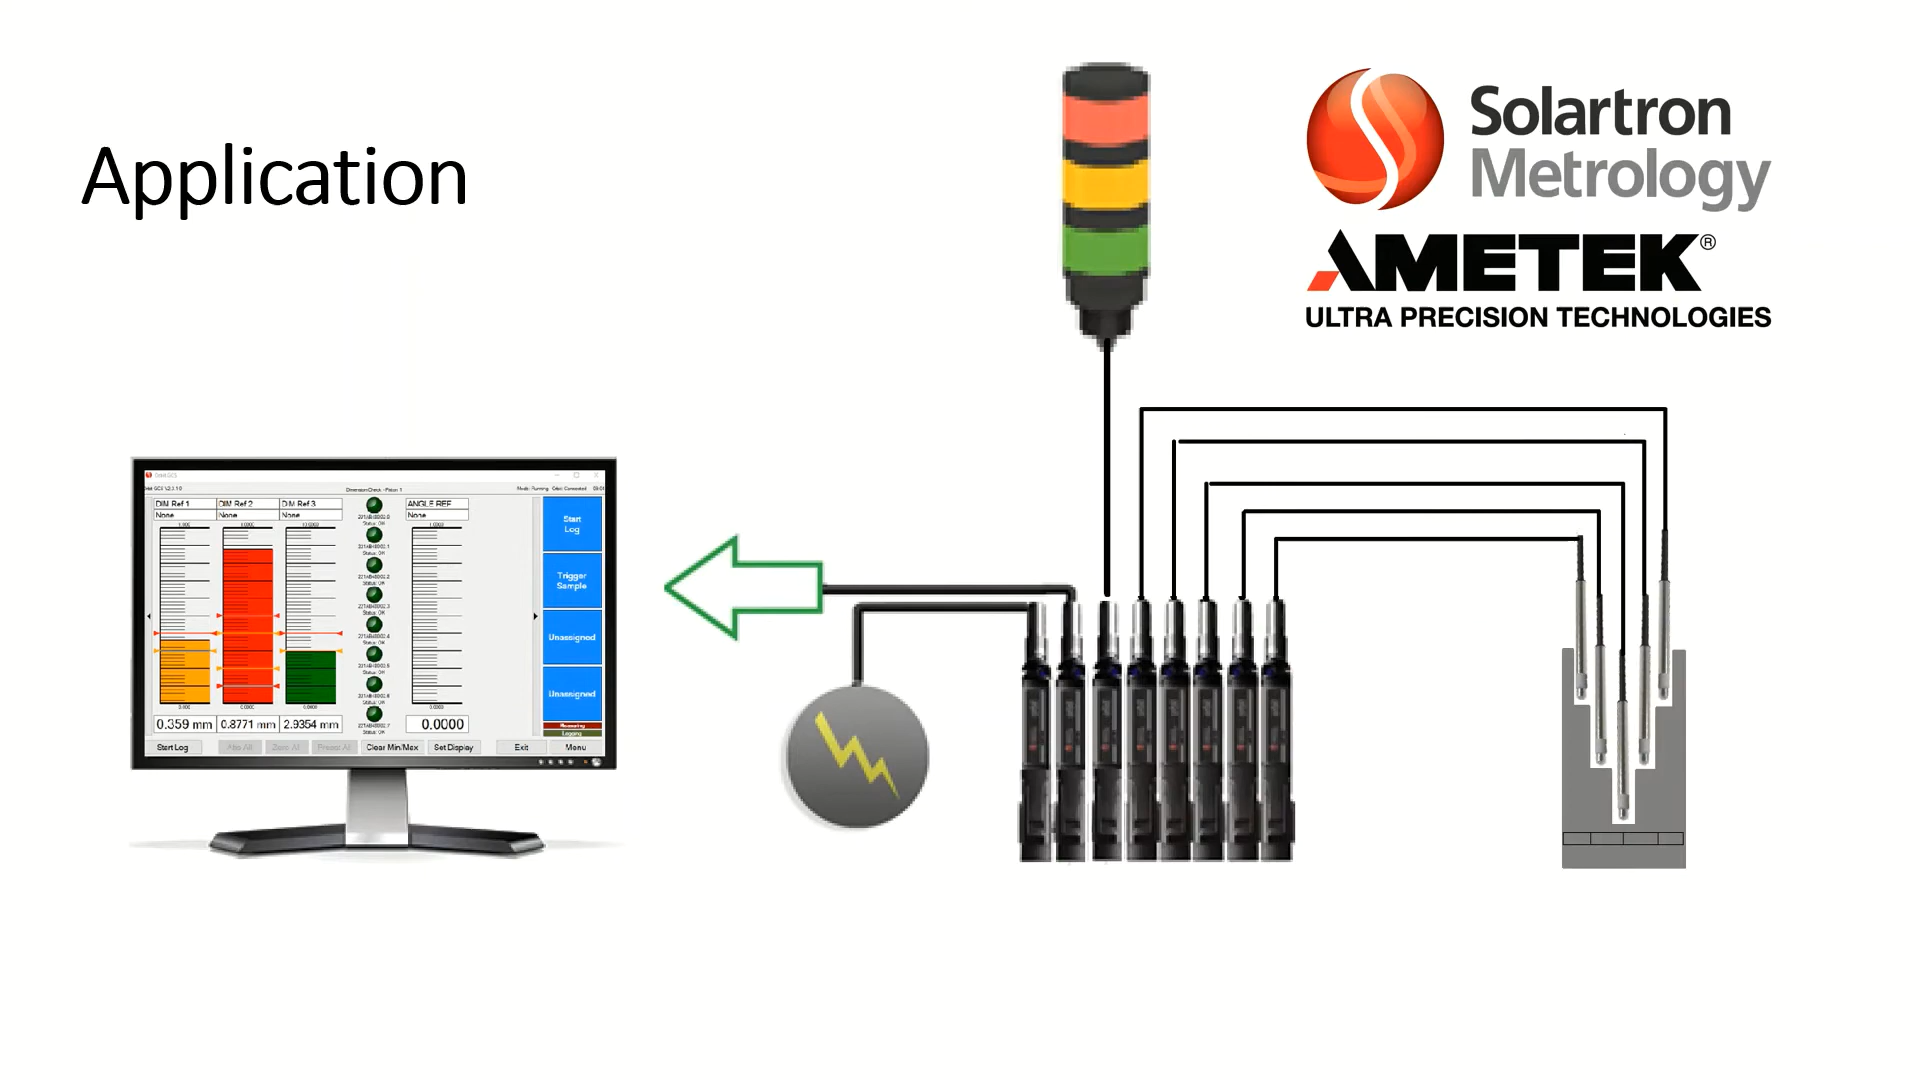 Application
Solartron
Metrology
AMETEK®
ULTRA PRECISION TECHNOLOGIES
DIM Ref 1
DIM Ref 2
DIM Ref 3
ANGLE REF
None
None
None
None
Start
Log
Trigger
Sample
Unassigned
Unassigned
0.359 mm
0.8771 mm
2.9354 mm
0.0000
Start Log
Clear Min/Max
Set Display
Exit
Menu